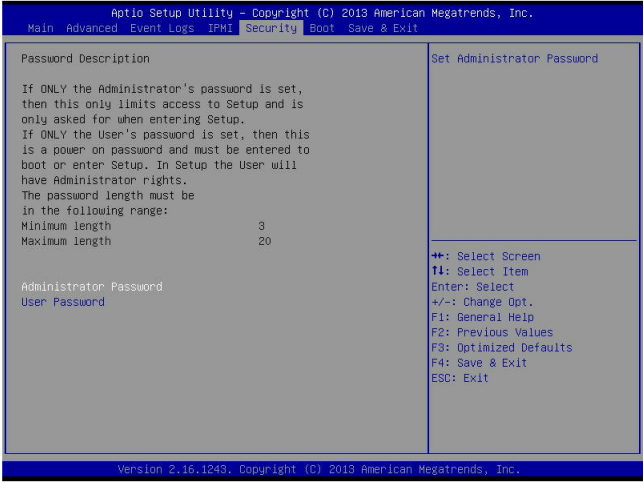 Aptio Setup Utility – Copyright (C) 2013 American Megatrends, Inc.
Main Advanced Event Logs IPMI Security Boot Save & Exit
Password Description
If ONLY the Administrator's password is set,
then this only limits access to Setup and is
only asked for when entering Setup.
If ONLY the User's password is set, then this
is a power on password and must be entered to
boot or enter Setup. In Setup the User will
have Administrator rights.
The password length must be
in the following range:
Minimum length 3
Maximum length 20
Administrator Password
User Password
Set Administrator Password
→←: Select Screen
↑↓: Select Item
Enter: Select
+/-: Change Opt.
F1: General Help
F2: Previous Values
F3: Optimized Defaults
F4: Save & Exit
ESC: Exit
Version 2.16.1243. Copyright (C) 2013 American Megatrends, Inc.